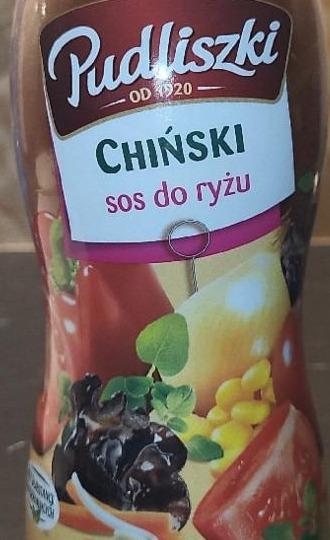 Pudliszki
OD 1920
CHIŃSKI
sos do ryżu